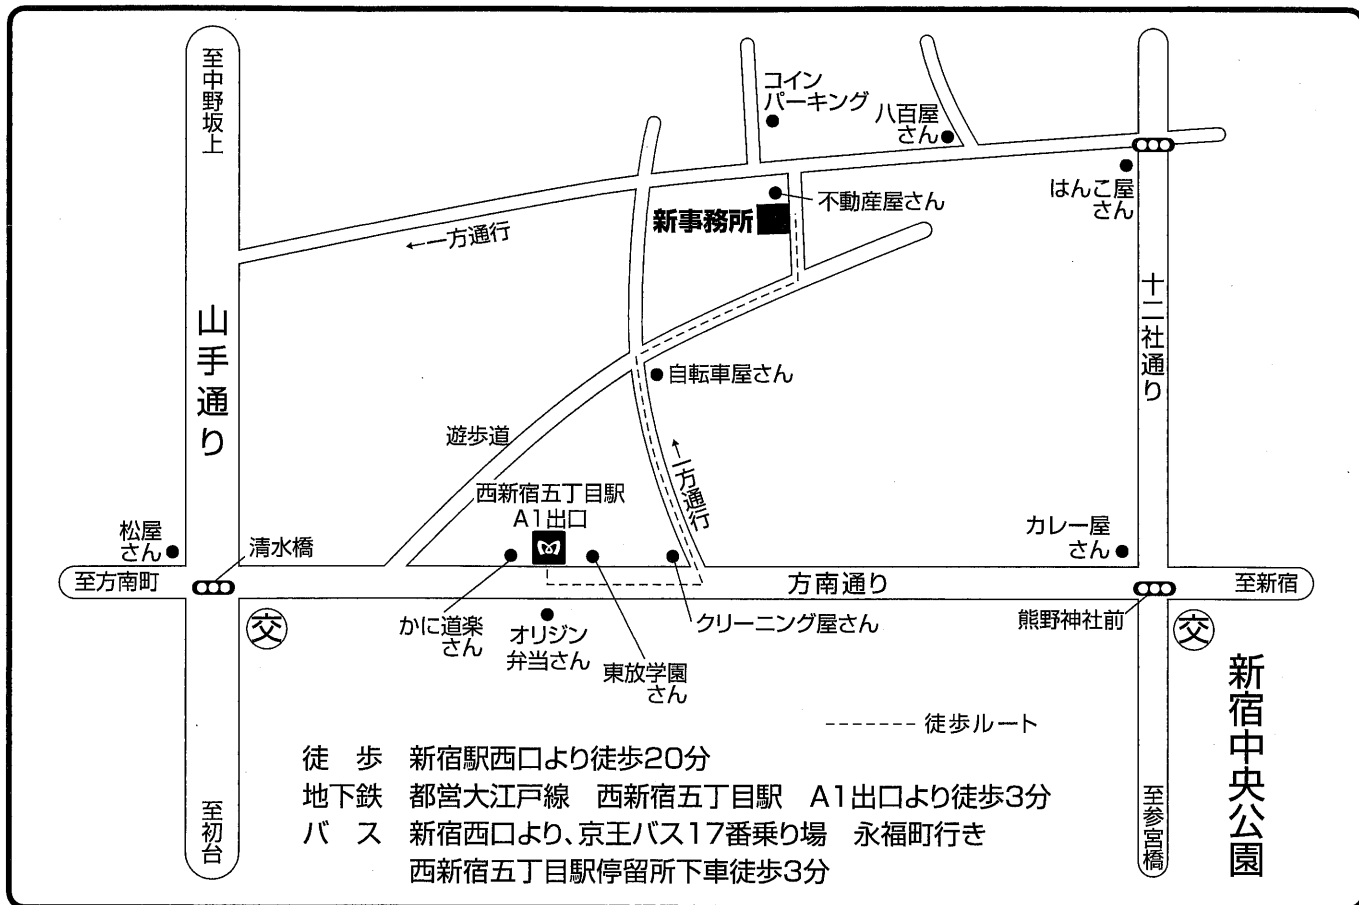 至中野坂上
コイン
パーキング
八百屋
さん
はんこ屋
さん
不動産屋さん
新事務所
←一方通行
山手通り
十二社通り
自転車屋さん
遊歩道
←一方通行
西新宿五丁目駅
A1出口
松屋
さん
清水橋
カレー屋
さん
至方南町
方南通り
至新宿
交
かに道楽
さん
オリジン
弁当さん
東放学園
さん
クリーニング屋さん
熊野神社前
交
新宿中央公園
徒歩ルート
徒 歩 新宿駅西口より徒歩20分
地下鉄 都営大江戸線 西新宿五丁目駅 A1出口より徒歩3分
バ ス 新宿西口より、京王バス17番乗り場 永福町行き
西新宿五丁目駅停留所下車徒歩3分
至初台
至参宮橋